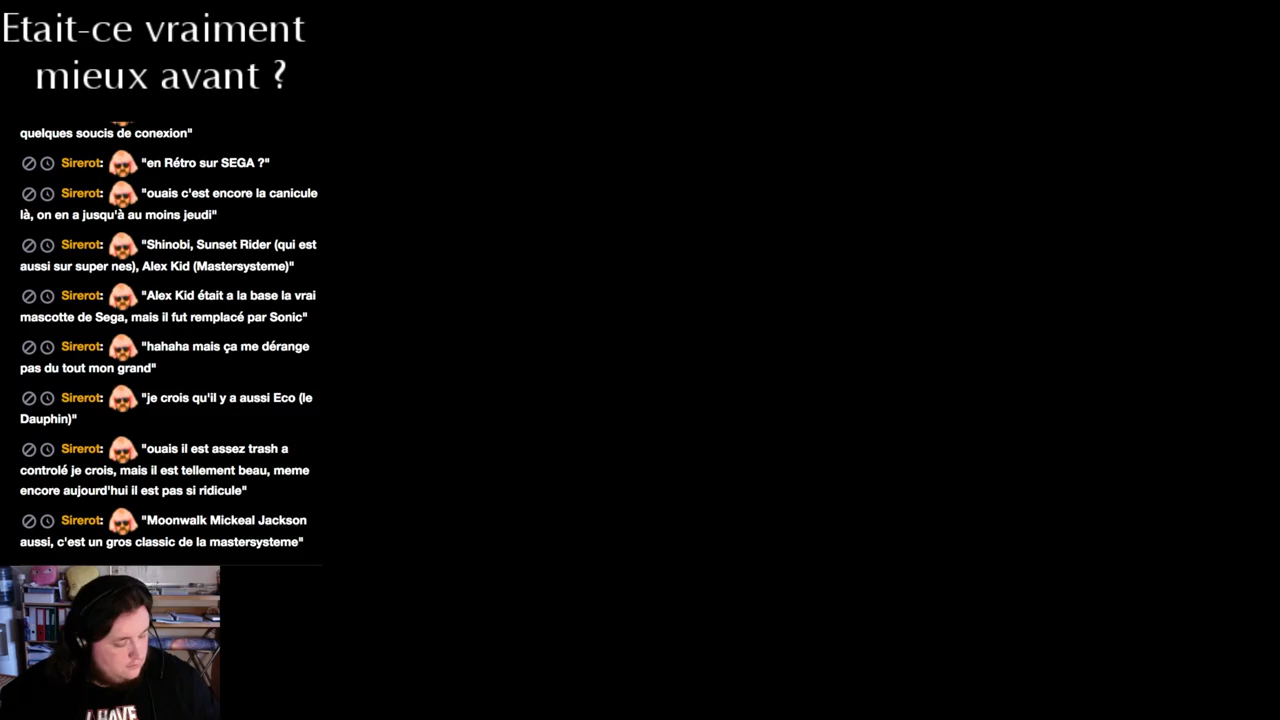 Etait-ce vraiment
mieux avant ?
quelques soucis de conexion"
Sirerot: "en Rétro sur SEGA ?"
Sirerot: "ouais c'est encore la canicule
là, on en a jusqu'à au moins jeudi"
Sirerot: "Shinobi, Sunset Rider (qui est
aussi sur super nes), Alex Kid (Mastersysteme)"
Sirerot: "Alex Kid était a la base la vrai
mascotte de Sega, mais il fut remplacé par Sonic"
Sirerot: "hahaha mais ça me dérange
pas du tout mon grand"
Sirerot: "je crois qu'il y a aussi Eco (le
Dauphin)"
Sirerot: "ouais il est assez trash a
controlé je crois, mais il est tellement beau, meme
encore aujourd'hui il est pas si ridicule"
Sirerot: "Moonwalk Mickeal Jackson
aussi, c'est un gros classic de la mastersysteme"
I HAVE